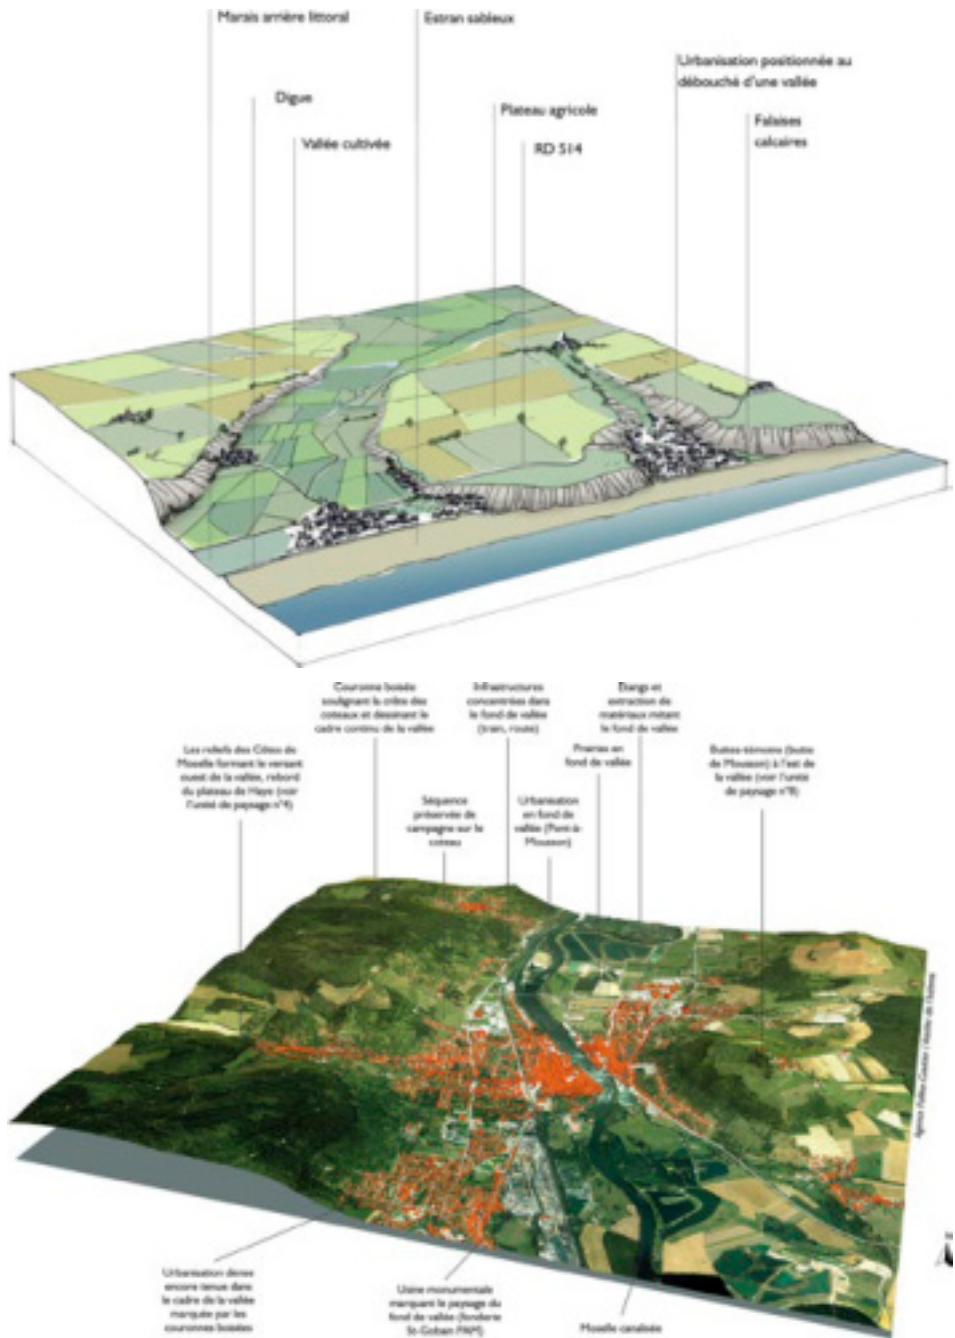 Marais arrière littoral
Estran sableux
Urbanisation positionnée au
débouché d'une vallée
Digue
Plateau agricole
Falaises
calcaires
Vallée cultivée
RD 514
Couronne boisée
soulignant la crête des
coteaux et dessinant le
cadre continu de la vallée
Infrastructures
concentrées dans
le fond de vallée
(train, route)
Etangs et
extraction de
matériaux mitant
le fond de vallée
Les reliefs des Côtes de
Moselle formant le versant
ouest de la vallée, rebord
du plateau de Haye (voir
l'unité de paysage n°4)
Prairies en
fond de vallée
Buttes-témoins (butte
de Mousson) à l'est de
la vallée (voir l'unité
de paysage n°8)
Séquence
préservée de
campagne sur le
coteau
Urbanisation
en fond de
vallée (Pont-à-
Mousson)
Urbanisation dense
encore tenue dans
le cadre de la vallée
marquée par les
couronnes boisées
Usine monumentale
marquant le paysage du
fond de vallée (fonderie
St-Gobain PAM)
Moselle canalisée